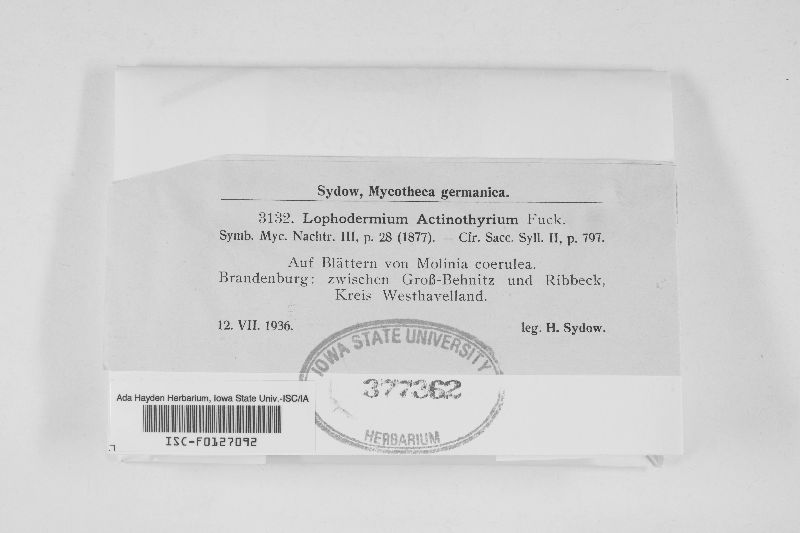 Sydow, Mycotheca germanica.
3132. Lophodermium Actinothyrium Fuck.
Symb. Myc. Nachtr. III, p. 28 (1877). — Cfr. Sacc. Syll. II, p. 797.
Auf Blättern von Molinia coerulea.
Brandenburg: zwischen Groß-Behnitz und Ribbeck,
Kreis Westhavelland.
12. VII. 1936. leg. H. Sydow.
IOWA STATE UNIVERSITY
377362
HERBARIUM
Ada Hayden Herbarium, Iowa State Univ.-ISC/IA
ISC-F0127092